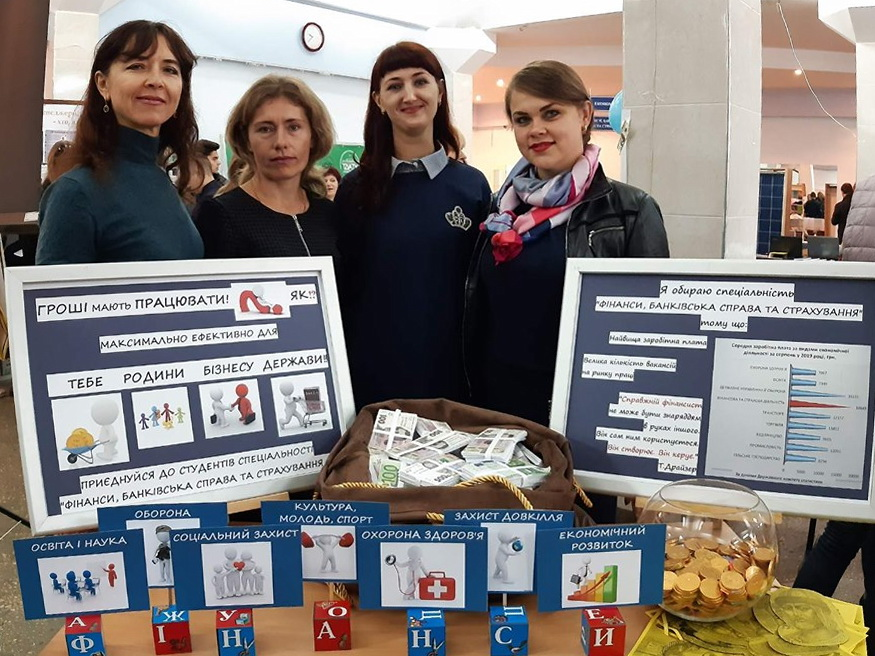 ГРОШІ МАЮТЬ ПРАЦЮВАТИ! ЯК!?
МАКСИМАЛЬНО ЕФЕКТИВНО ДЛЯ
ТЕБЕ РОДИНИ БІЗНЕСУ ДЕРЖАВИ!!
ПРИЄДНУЙСЯ ДО СТУДЕНТІВ СПЕЦІАЛЬНОСТІ
"ФІНАНСИ, БАНКІВСЬКА СПРАВА ТА СТРАХУВАННЯ
Я обираю спеціальність
"ФІНАНСИ, БАНКІВСЬКА СПРАВА ТА СТРАХУВАННЯ"
тому що:
Найвища заробітна плата
Велика кількість вакансій
на ринку праці
"Справжній фінансист
не може бути знаряддям
в руках іншого.
Він сам ним користується.
Він створює. Він керує."
Т.Драйзер
Середня заробітна плата за видами економічної
діяльності за серпень у 2019 році, грн.
100
ОСВІТА І НАУКА
ОБОРОНА
СОЦІАЛЬНИЙ ЗАХИСТ
КУЛЬТУРА,
МОЛОДЬ, СПОРТ
ОХОРОНА ЗДОРОВ'Я
ЗАХИСТ ДОВКІЛЛЯ
ЕКОНОМІЧНИЙ
РОЗВИТОК
Ф І Н А Н С И